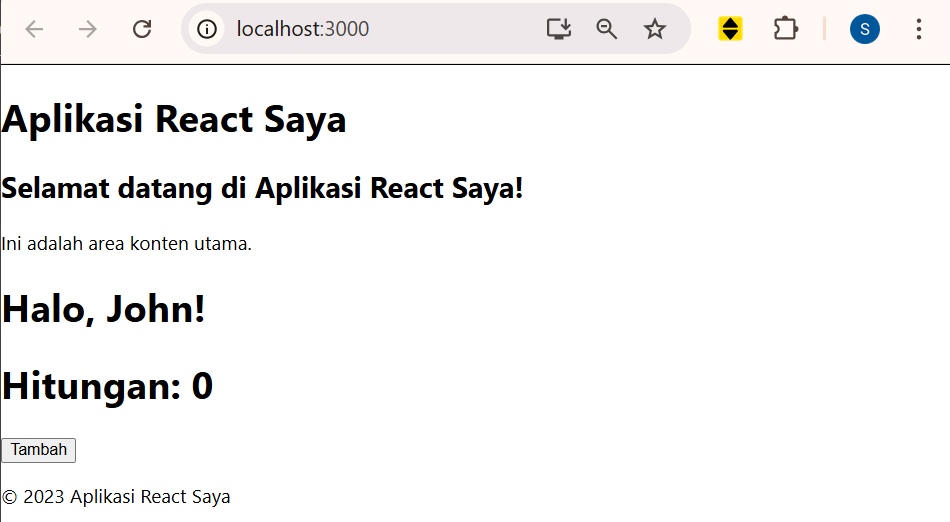 localhost:3000
S
Aplikasi React Saya
Selamat datang di Aplikasi React Saya!
Ini adalah area konten utama.
Halo, John!
Hitungan: 0
Tambah
© 2023 Aplikasi React Saya